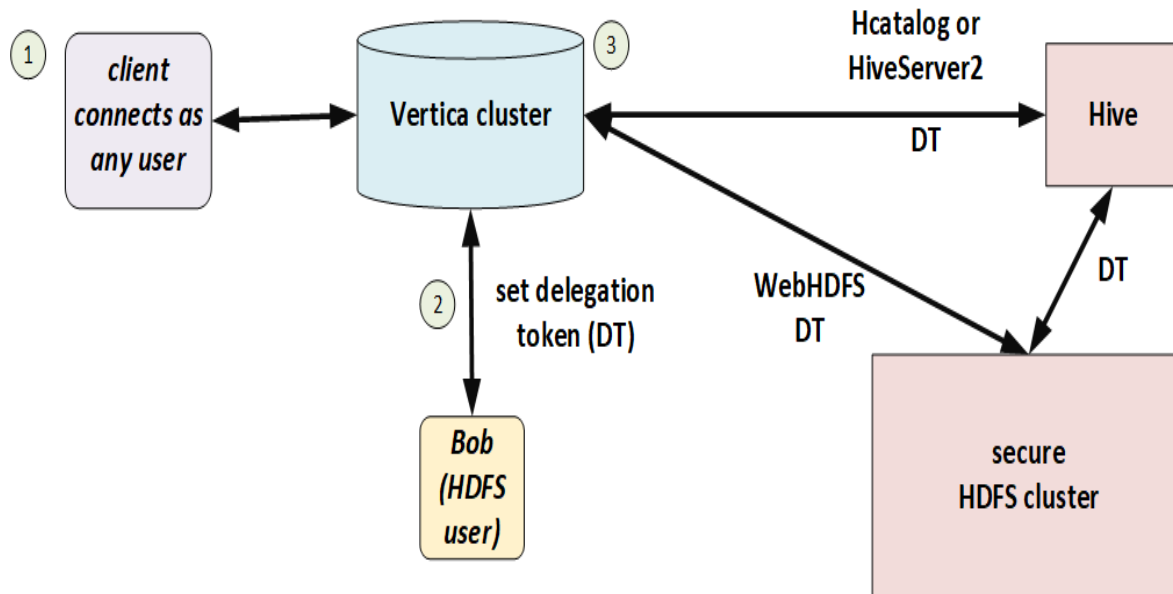 1
client
connects as
any user
Vertica cluster
3
Hcatalog or
HiveServer2
DT
Hive
2
set delegation
token (DT)
WebHDFS
DT
DT
Bob
(HDFS
user)
secure
HDFS cluster